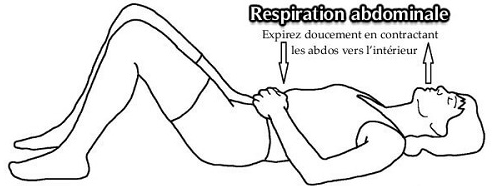 Respiration abdominale
Expirez doucement en contractant
les abdos vers l'intérieur